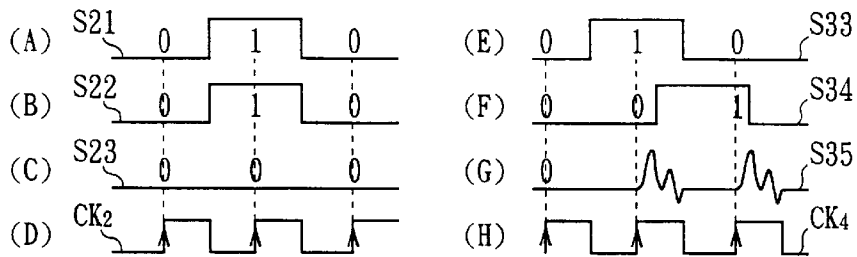 (A) S21 0 1 0
(B) S22 0 1 0
(C) S23 0 0 0
(D) CK2
(E) 0 1 0 S33
(F) 0 0 1 S34
(G) 0 S35
(H) CK4